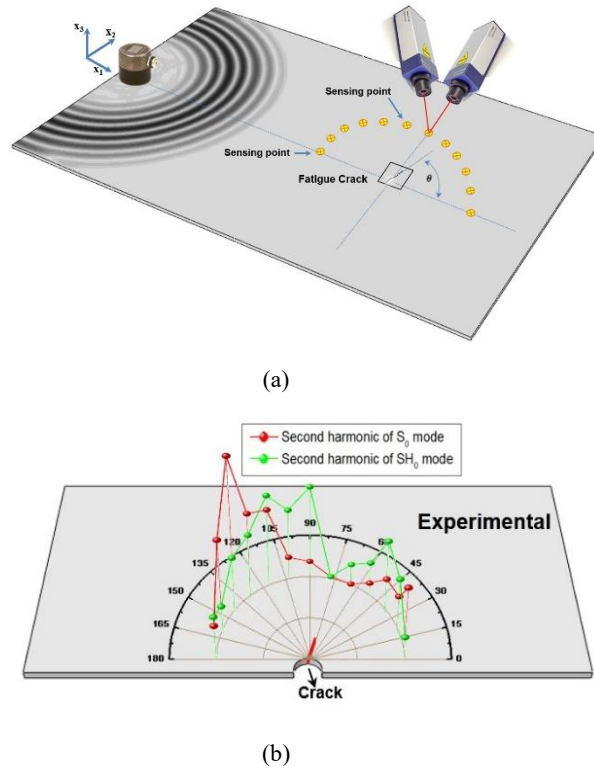 x₃
x₂
x₁
Sensing point
Sensing point
Fatigue Crack
θ
(a)
Second harmonic of S₀ mode
Second harmonic of SH₀ mode
Experimental
180
165
150
135
120
105
90
75
45
30
15
0
Crack
(b)